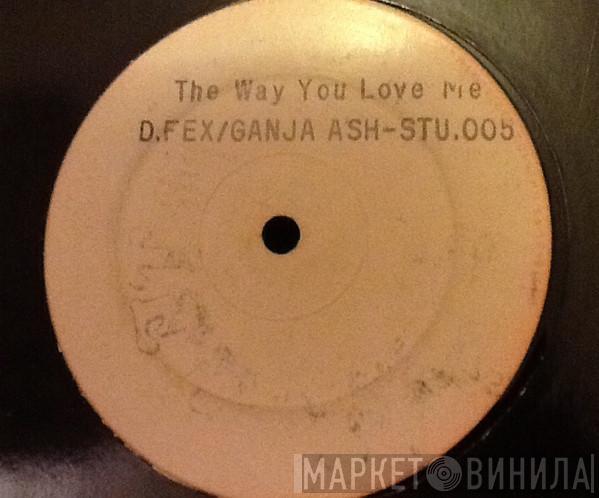 The Way You Love Me
D.FEX/GANJA ASH-STU.005
МАРКЕТ ВИНИЛА